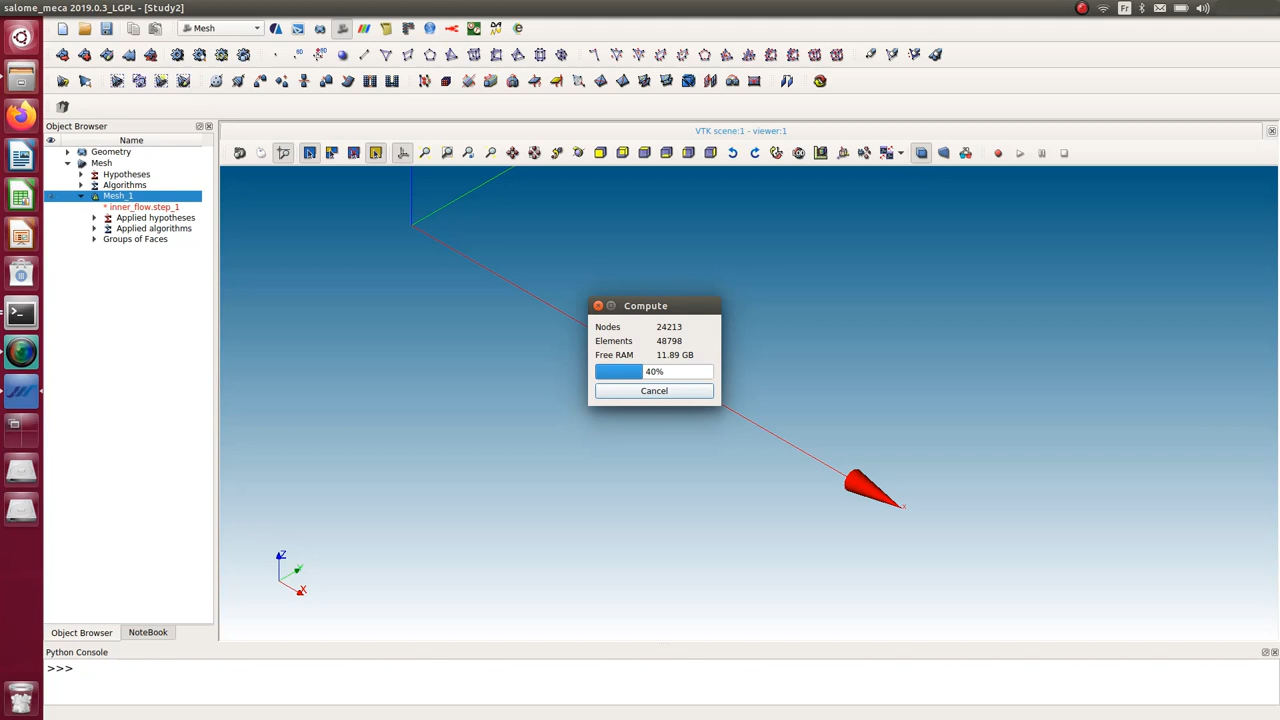 salome_meca 2019.0.3_LGPL - [Study2]
Fr
Mesh
Object Browser
Name
VTK scene:1 - viewer:1
Geometry
Mesh
Hypotheses
Algorithms
Mesh_1
* inner_flow.step_1
Applied hypotheses
Applied algorithms
Groups of Faces
Compute
Nodes 24213
Elements 48798
Free RAM 11.89 GB
40%
Cancel
X
Z
Y
X
Object Browser
NoteBook
Python Console
>>>